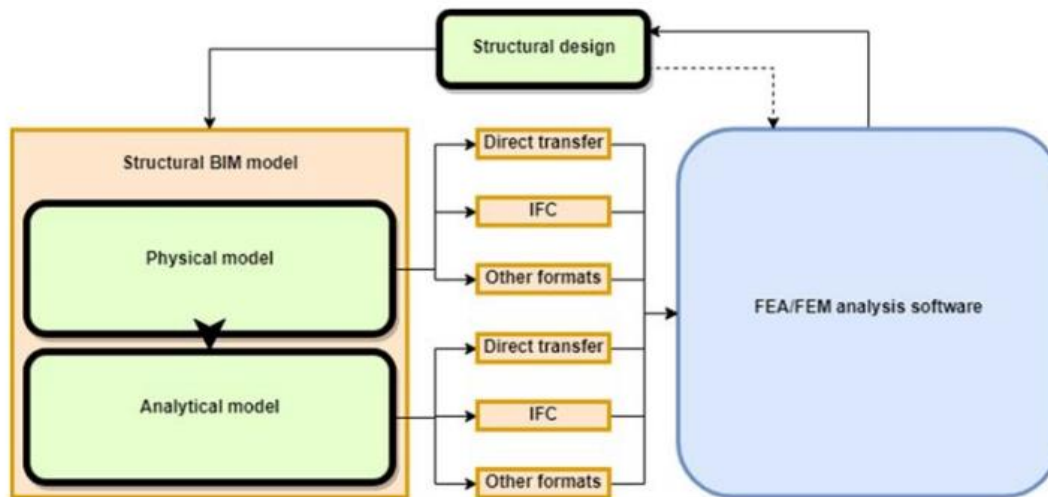 Structural design
Structural BIM model
Physical model
Analytical model
Direct transfer
IFC
Other formats
Direct transfer
IFC
Other formats
FEA/FEM analysis software